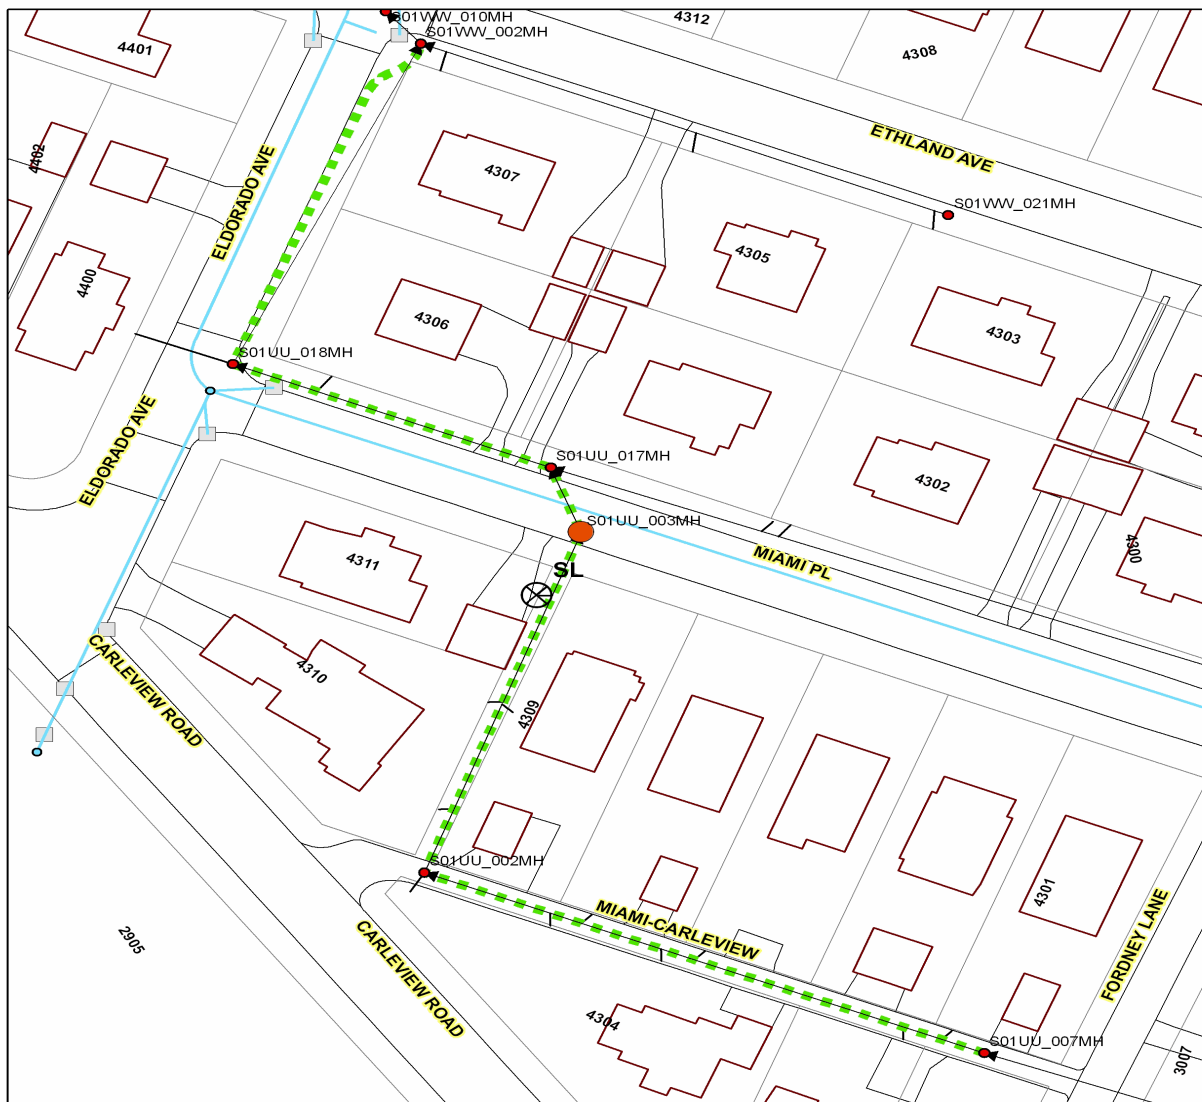 S01WW_010MH
4312
S01WW_002MH
4401
4308
ETHLAND AVE
4402
4307
ELDORADO AVE
S01WW_021MH
4305
4400
4306
4303
S01UU_018MH
ELDORADO AVE
S01UU_017MH
4302
S01UU_003MH
4300
4311
MIAMI PL
SL
CARLEVIEW ROAD
4310
4309
S01UU_002MH
4301
MIAMI-CARLEVIEW
2905
CARLEVIEW ROAD
FORDNEY LANE
4304
S01UU_007MH
3007